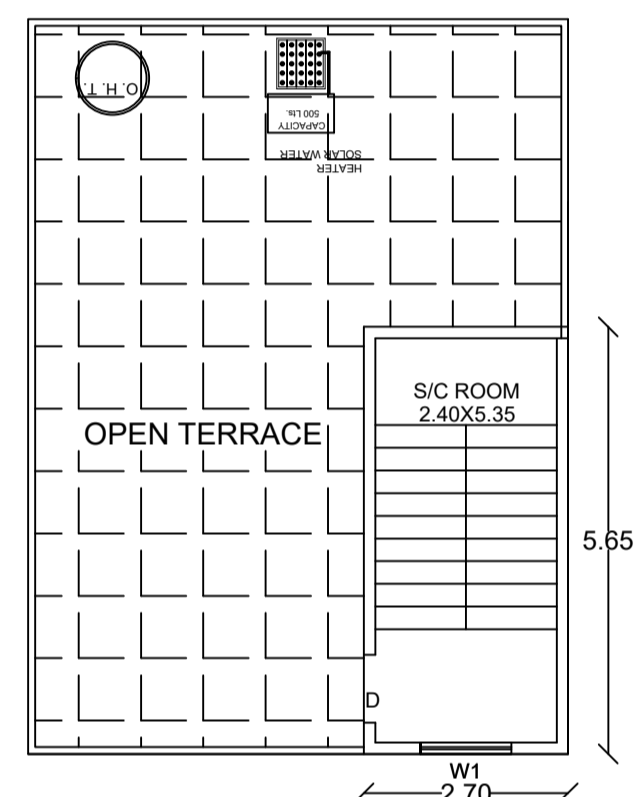 O. H. T.
CAPACITY
500 Lts.
HEATER
SOLAR WATER
S/C ROOM
2.40X5.35
OPEN TERRACE
5.65
D
W1
2.70